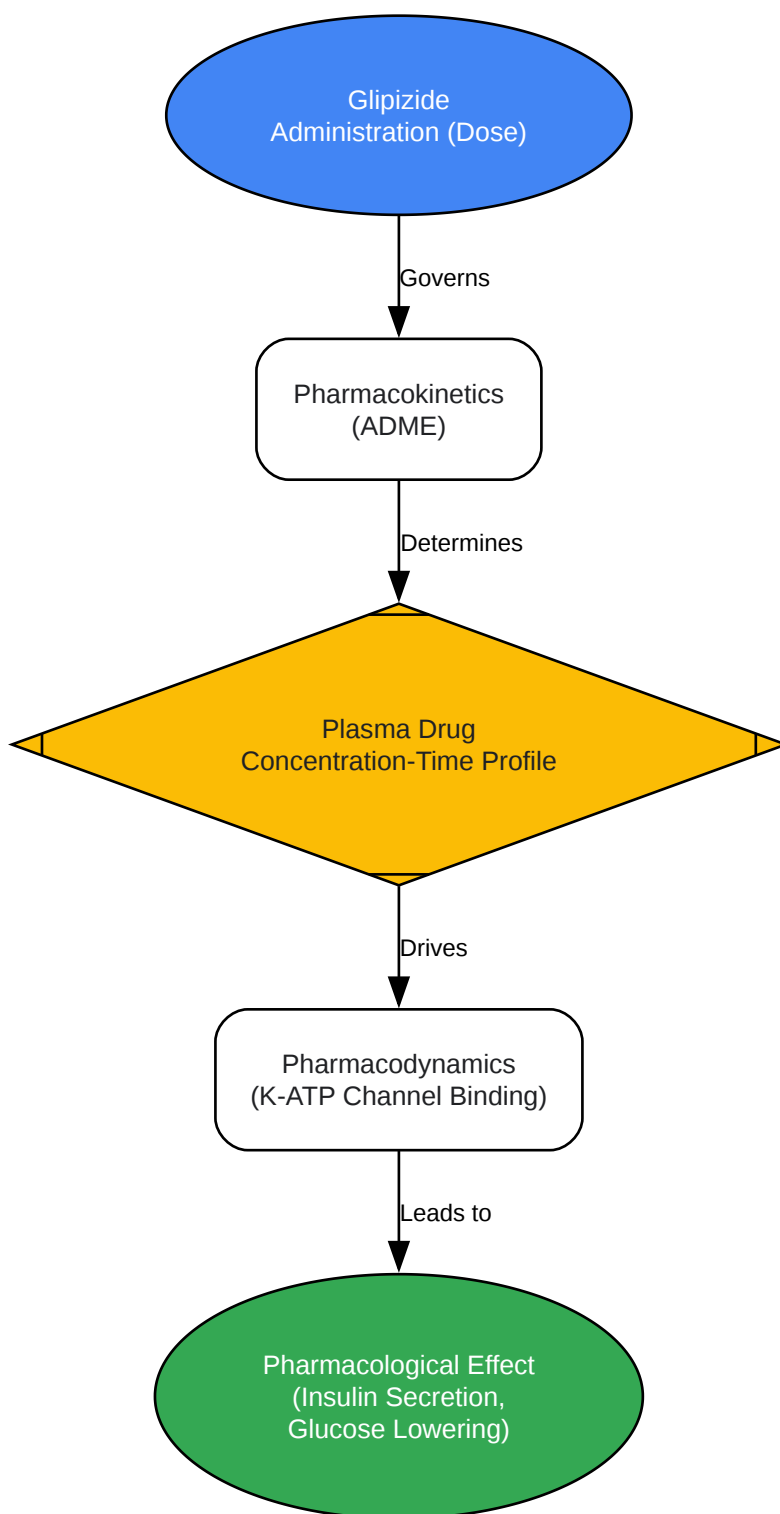 Glipizide
Administration (Dose)
Governs
Pharmacokinetics
(ADME)
Determines
Plasma Drug
Concentration-Time Profile
Drives
Pharmacodynamics
(K-ATP Channel Binding)
Leads to
Pharmacological Effect
(Insulin Secretion,
Glucose Lowering)